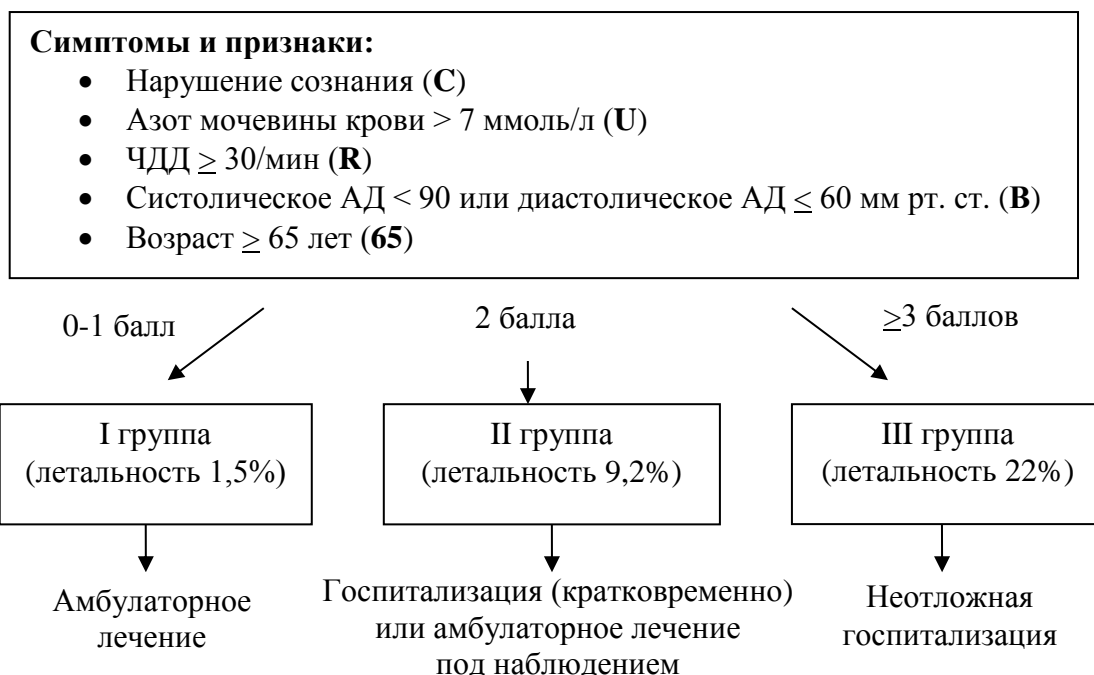 Симптомы и признаки:
• Нарушение сознания (C)
• Азот мочевины крови > 7 ммоль/л (U)
• ЧДД ≥ 30/мин (R)
• Систолическое АД < 90 или диастолическое АД ≤ 60 мм рт. ст. (B)
• Возраст ≥ 65 лет (65)
0-1 балл
2 балла
≥3 баллов
I группа
(летальность 1,5%)
II группа
(летальность 9,2%)
III группа
(летальность 22%)
Амбулаторное
лечение
Госпитализация (кратковременно)
или амбулаторное лечение
под наблюдением
Неотложная
госпитализация